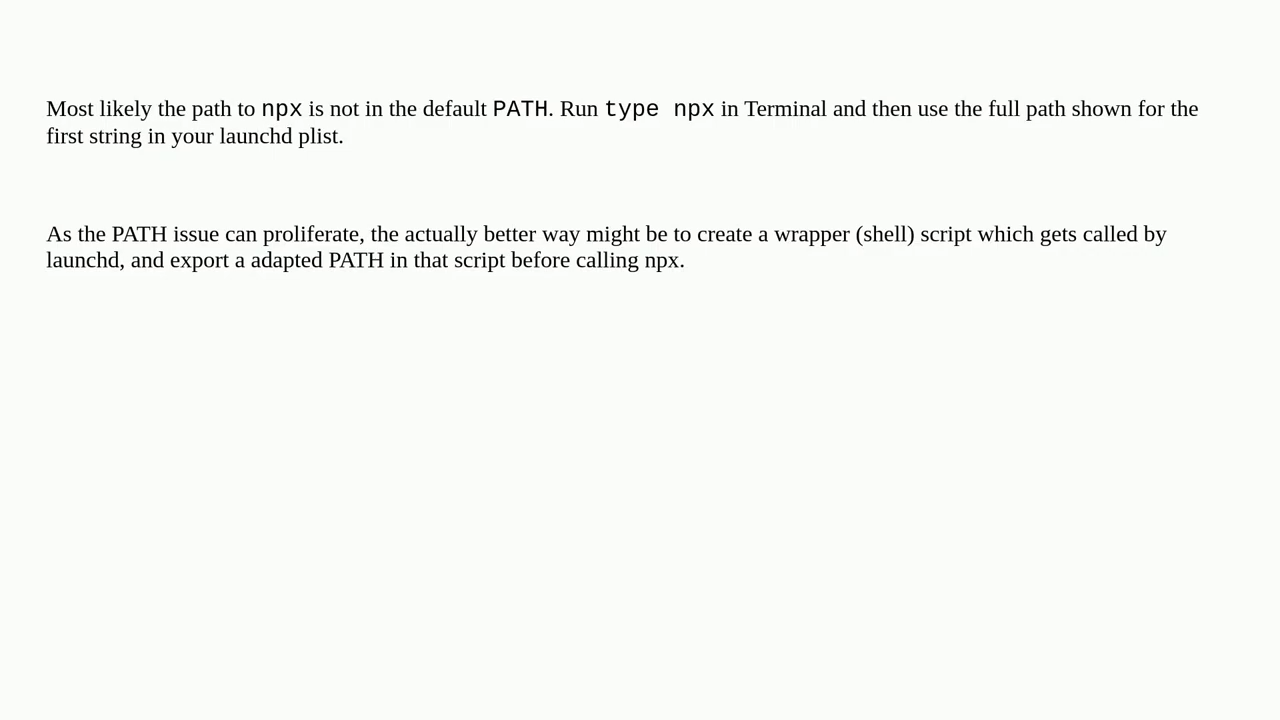 Most likely the path to npx is not in the default PATH. Run type npx in Terminal and then use the full path shown for the
first string in your launchd plist.
As the PATH issue can proliferate, the actually better way might be to create a wrapper (shell) script which gets called by
launchd, and export a adapted PATH in that script before calling npx.